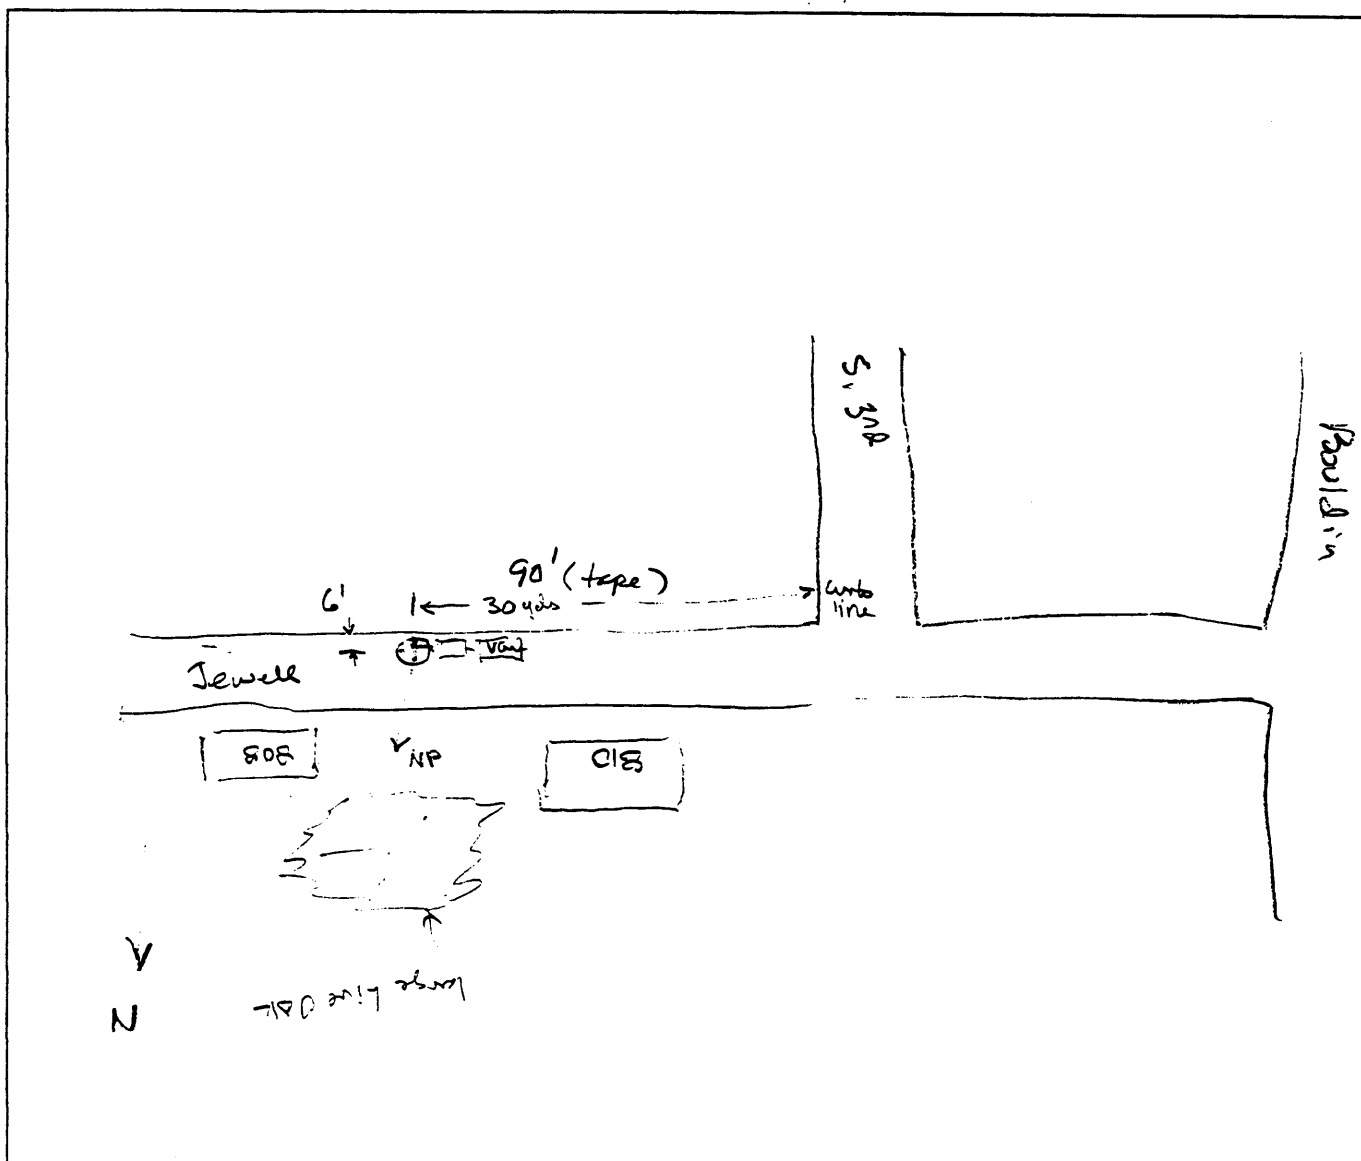 S. 3rd
Bouldin
90' (tape)
6'
30 yds
curb
line
Van
Jewell
808
NP
810
Large Live Oak
N